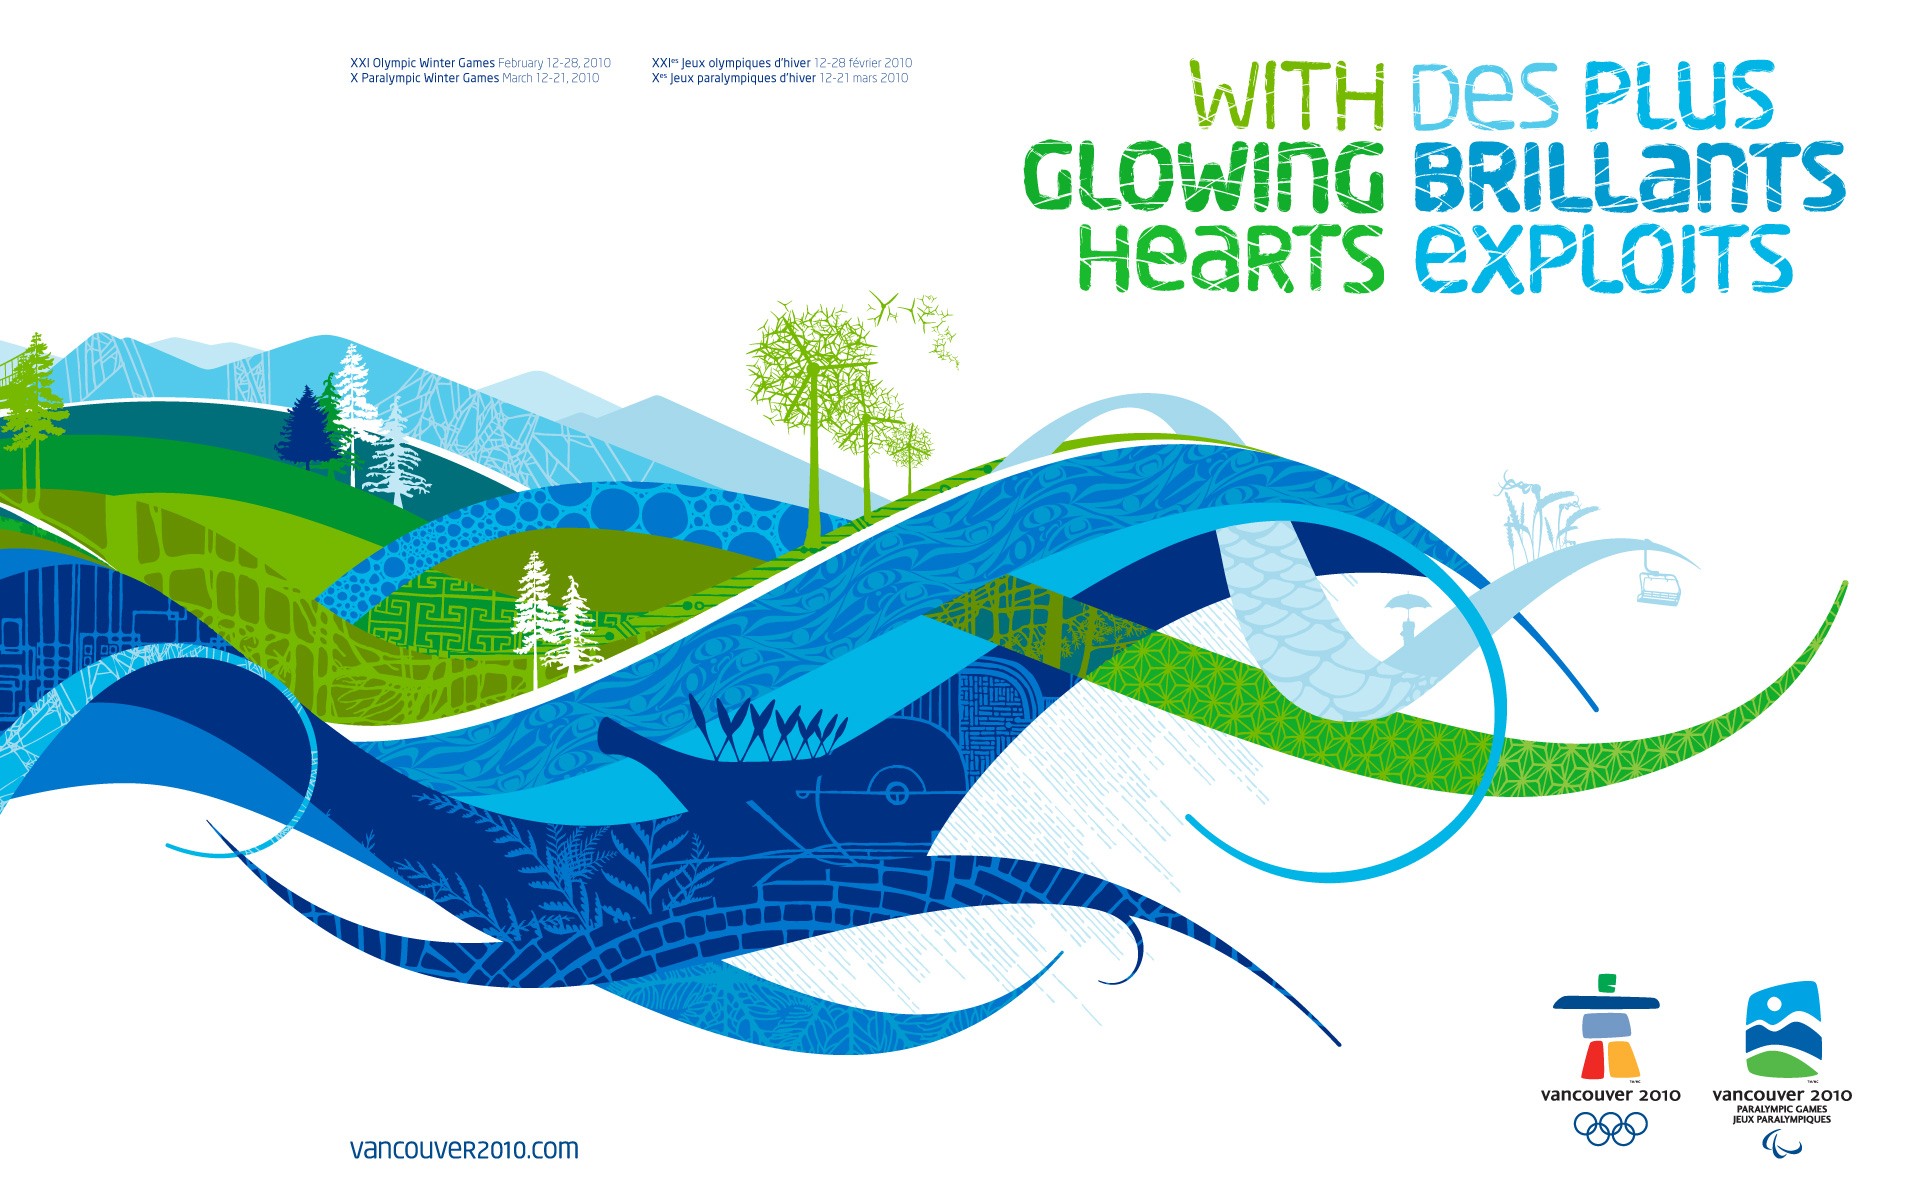 XXI Olympic Winter Games February 12-28, 2010
X Paralympic Winter Games March 12-21, 2010
XXIes Jeux olympiques d'hiver 12-28 février 2010
Xes Jeux paralympiques d'hiver 12-21 mars 2010
WITH
GLOWING
HeaRTS
Des PLUS
BRILLanTS
eXPLOITS
vancouver2010.com
vancouver 2010
vancouver 2010
PARALYMPIC GAMES
JEUX PARALYMPIQUES